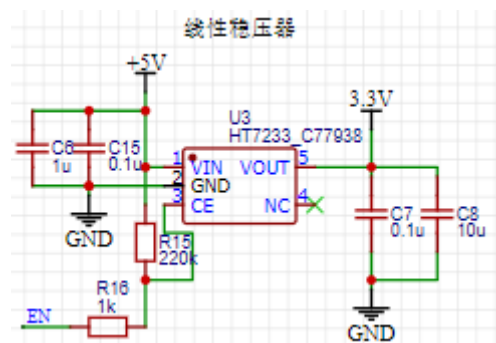 线性稳压器
+5V
3.3V
U3
HT7233_C77938
C6
1u
C15
0.1u
1
VIN
VOUT
5
2
GND
3
CE
NC
4
GND
R15
220k
C7
0.1u
C8
10u
R16
1k
EN
GND